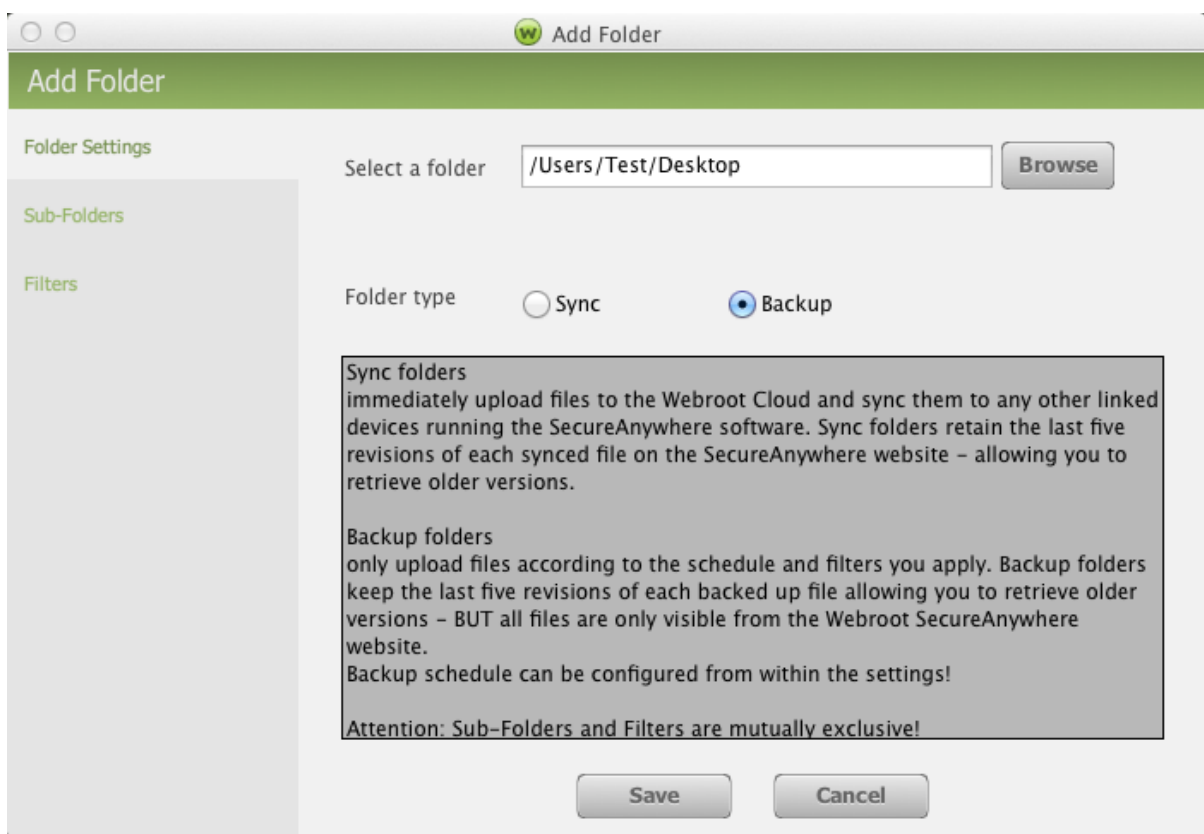 Add Folder
Add Folder
Folder Settings
Select a folder
/Users/Test/Desktop
Browse
Sub-Folders
Filters
Folder type
Sync
Backup
Sync folders
immediately upload files to the Webroot Cloud and sync them to any other linked
devices running the SecureAnywhere software. Sync folders retain the last five
revisions of each synced file on the SecureAnywhere website – allowing you to
retrieve older versions.
Backup folders
only upload files according to the schedule and filters you apply. Backup folders
keep the last five revisions of each backed up file allowing you to retrieve older
versions – BUT all files are only visible from the Webroot SecureAnywhere
website.
Backup schedule can be configured from within the settings!
Attention: Sub-Folders and Filters are mutually exclusive!
Save
Cancel